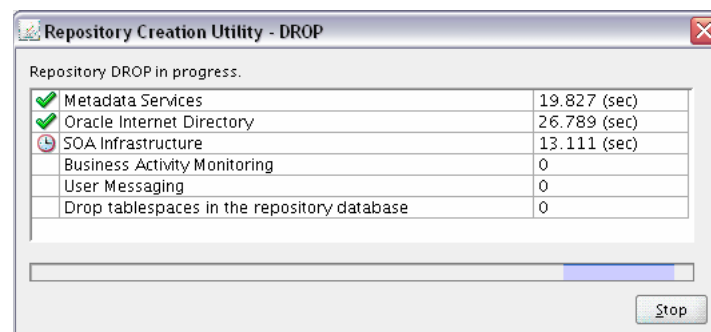 Repository Creation Utility - DROP
Repository DROP in progress.
Metadata Services 19.827 (sec)
Oracle Internet Directory 26.789 (sec)
SOA Infrastructure 13.111 (sec)
Business Activity Monitoring 0
User Messaging 0
Drop tablespaces in the repository database 0
Stop